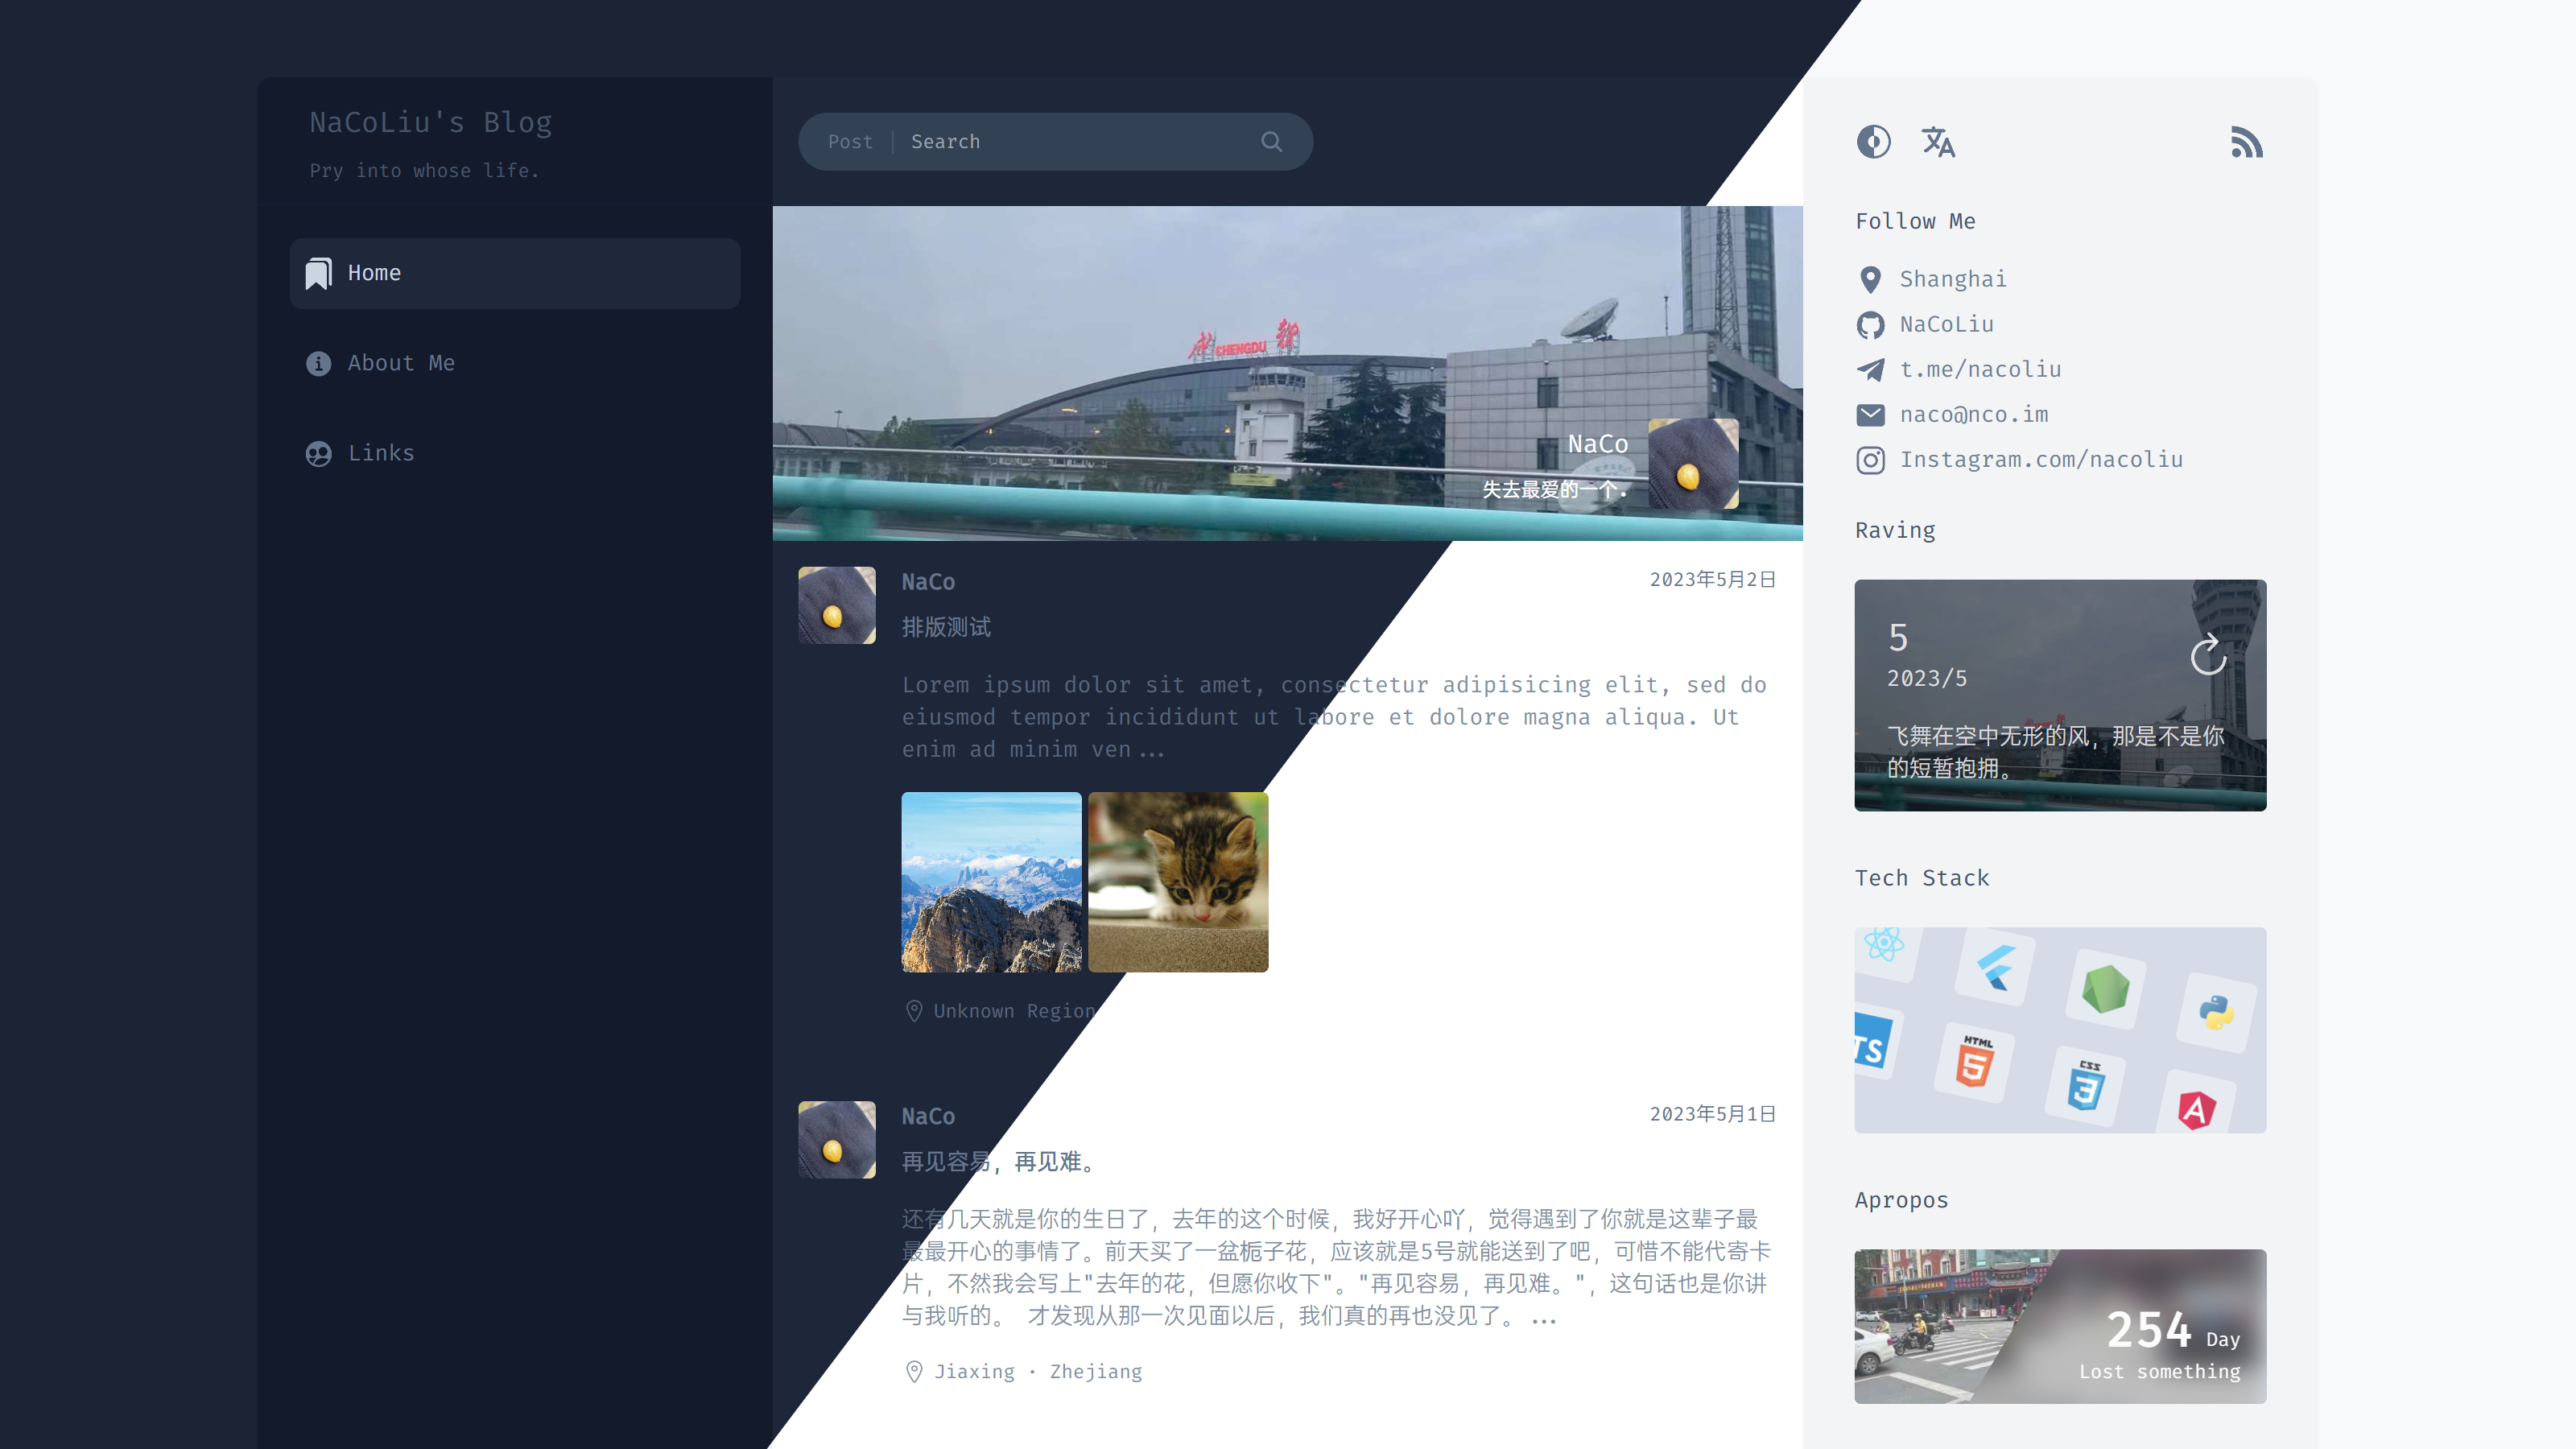 NaCoLiu's Blog
Pry into whose life.
Home
About Me
Links
Post
Search
成都
CHENGDU
NaCo
失去最爱的一个.
NaCo
2023年5月2日
排版测试
Lorem ipsum dolor sit amet, consectetur adipisicing elit, sed do
eiusmod tempor incididunt ut labore et dolore magna aliqua. Ut
enim ad minim ven...
Unknown Region
NaCo
2023年5月1日
再见容易，再见难。
还有几天就是你的生日了，去年的这个时候，我好开心吖，觉得遇到了你就是这辈子最
最最开心的事情了。前天买了一盆栀子花，应该就是5号就能送到了吧，可惜不能代寄卡
片，不然我会写上"去年的花，但愿你收下"。"再见容易，再见难。"，这句话也是你讲
与我听的。 才发现从那一次见面以后，我们真的再也没见了。 ...
Jiaxing · Zhejiang
Follow Me
Shanghai
NaCoLiu
t.me/nacoliu
naco@nco.im
Instagram.com/nacoliu
Raving
5
2023/5
飞舞在空中无形的风，那是不是你
的短暂抱拥。
Tech Stack
TS
HTML
5
CSS
3
A
Apropos
254 Day
Lost something